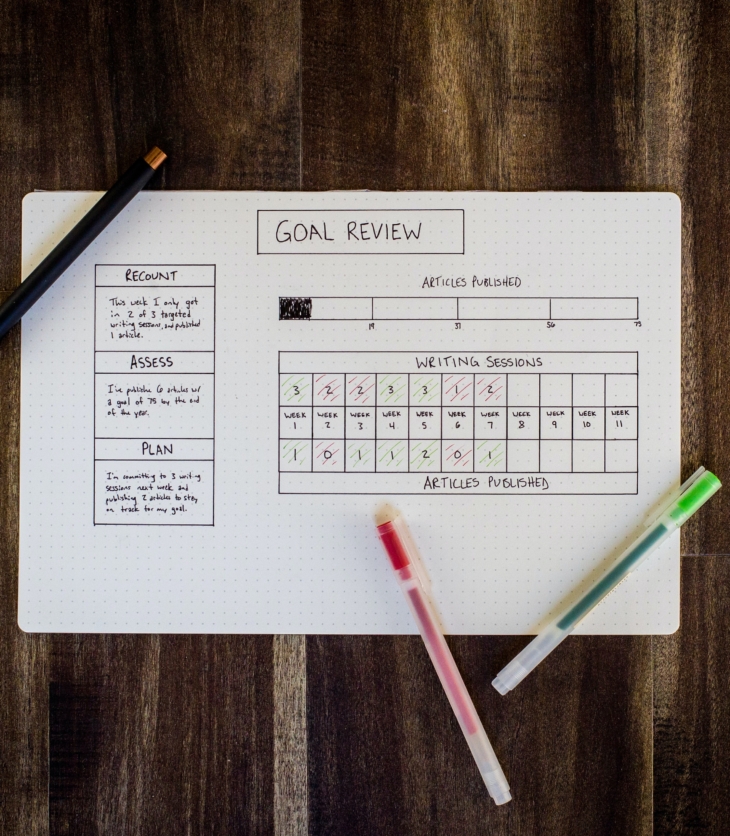 GOAL REVIEW
RECOUNT
This week I only got
in 2 of 3 targeted
writing sessions, and published
1 article.
ASSESS
I've publishe 6 articles w/
a goal of 75 by the end
of the year.
PLAN
I'm committing to 3 writing
sessions next week and
publishing 2 articles to stay
on track for my goal.
ARTICLES PUBLISHED
19 37 56 75
WRITING SESSIONS
3 2 2 3 3 1 2
WEEK WEEK WEEK WEEK WEEK WEEK WEEK WEEK WEEK WEEK WEEK
1 2 3 4 5 6 7 8 9 10 11
1 0 1 1 2 0 1
ARTICLES PUBLISHED